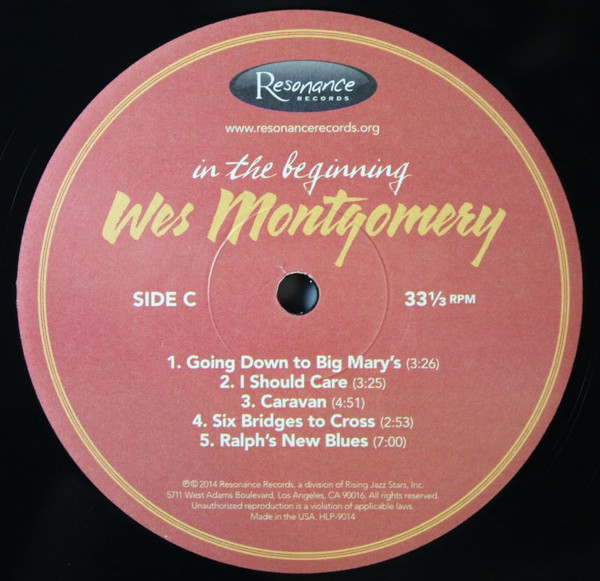 Resonance
RECORDS
www.resonancerecords.org
in the beginning
Wes Montgomery
SIDE C 33⅓ RPM
1. Going Down to Big Mary's (3:26)
2. I Should Care (3:25)
3. Caravan (4:51)
4. Six Bridges to Cross (2:53)
5. Ralph's New Blues (7:00)
℗© 2014 Resonance Records, a division of Rising Jazz Stars, Inc.
5711 West Adams Boulevard, Los Angeles, CA 90016. All rights reserved.
Unauthorized reproduction is a violation of applicable laws.
Made in the USA. HLP-9014